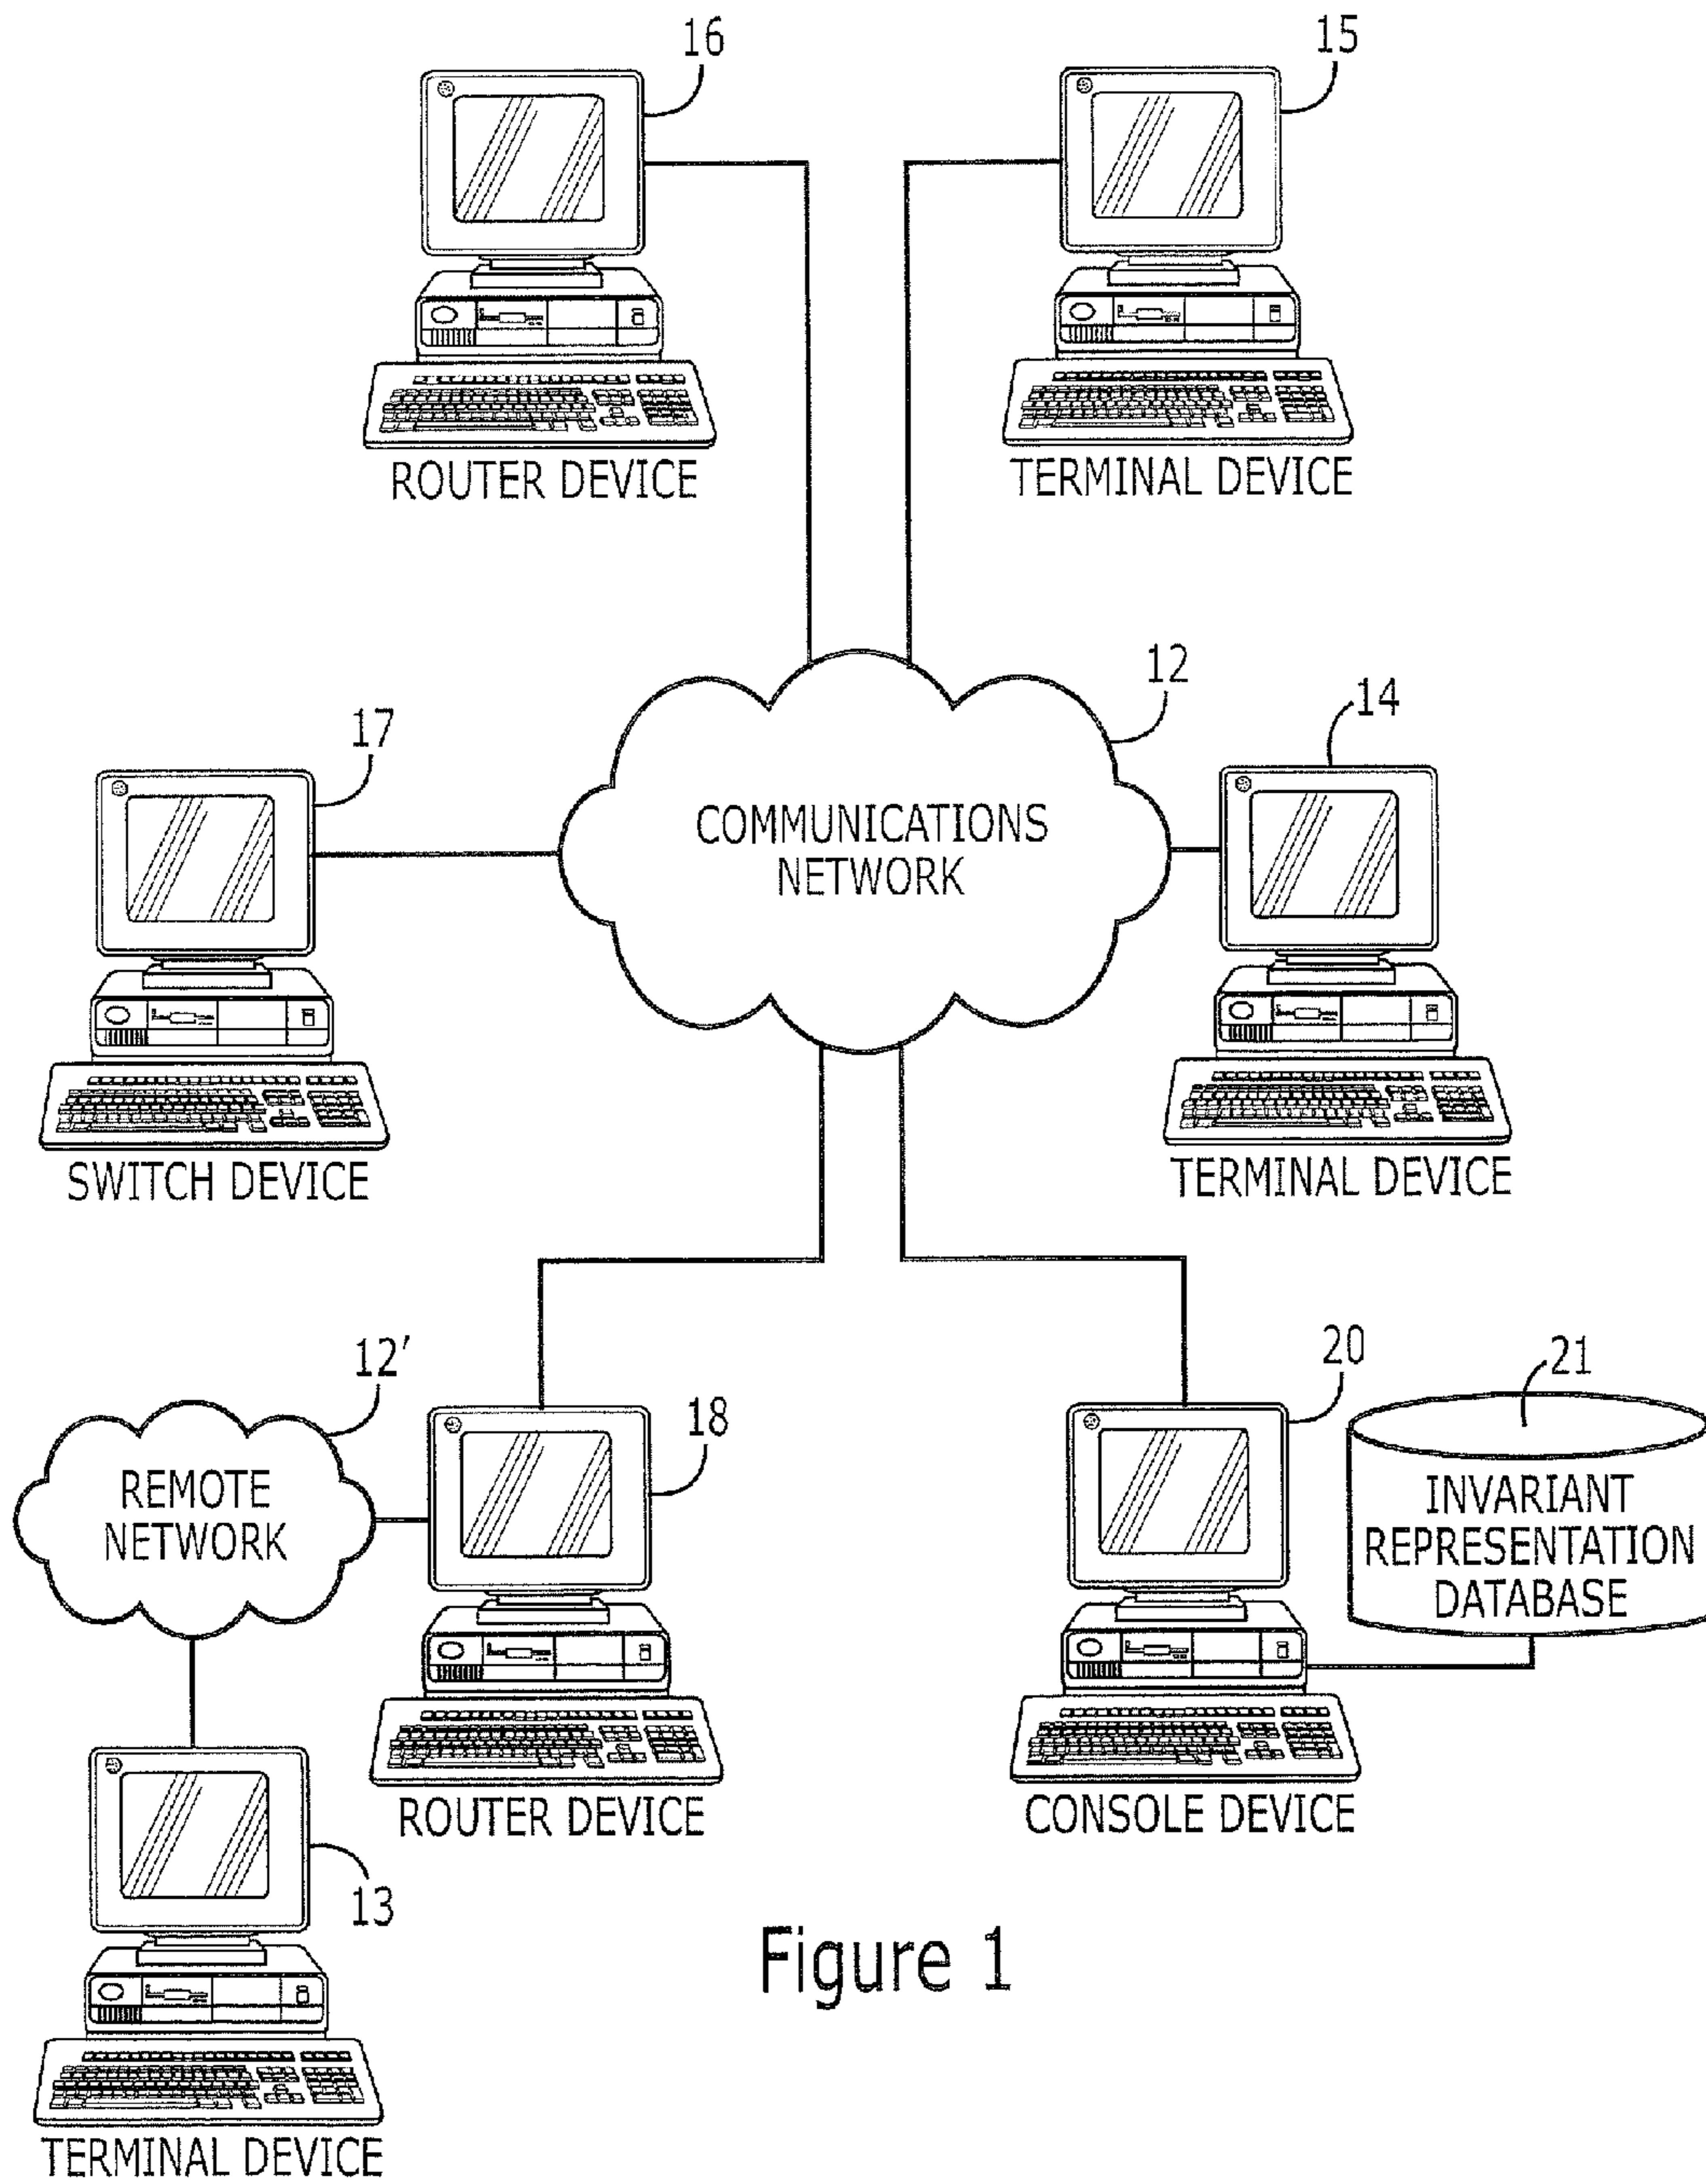 16
15
ROUTER DEVICE
TERMINAL DEVICE
12
14
17
COMMUNICATIONS
NETWORK
SWITCH DEVICE
TERMINAL DEVICE
12'
18
20
21
REMOTE
NETWORK
INVARIANT
REPRESENTATION
DATABASE
ROUTER DEVICE
CONSOLE DEVICE
13
Figure 1
TERMINAL DEVICE